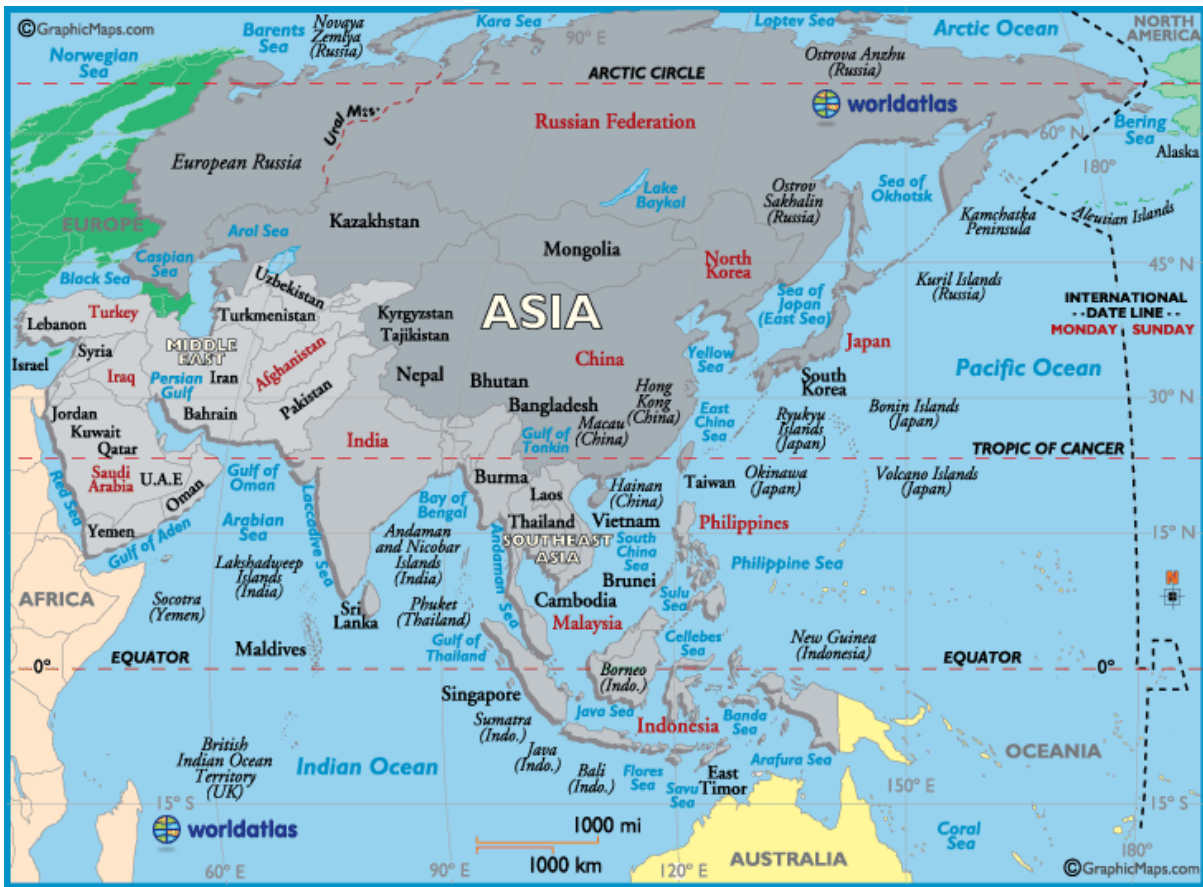 ©GraphicMaps.com
Barents
Sea
Novaya
Zemlya
(Russia)
Kara Sea
90° E
Laptev Sea
Arctic Ocean
NORTH
AMERICA
Norwegian
Sea
ARCTIC CIRCLE
Ostrova Anzhu
(Russia)
worldatlas
Russian Federation
European Russia
60° N
Bering
Sea
180°
Alaska
Lake
Baykal
Ostrov
Sakhalin
(Russia)
Sea of
Okhotsk
Kamchatka
Peninsula
Aleutian Islands
EUROPE
Kazakhstan
Aral Sea
Mongolia
North
Korea
45° N
Caspian
Sea
Black Sea
Uzbekistan
Turkmenistan
Kyrgyzstan
Tajikistan
ASIA
Sea of
Japan
(East Sea)
Kuril Islands
(Russia)
INTERNATIONAL
- - DATE LINE - -
MONDAY
SUNDAY
Turkey
Lebanon
Syria
Israel
Iraq
MIDDLE
EAST
Persian
Gulf
Iran
Afghanistan
Pakistan
Nepal
Bhutan
China
Yellow
Sea
Japan
South
Korea
Pacific Ocean
30° N
Jordan
Kuwait
Qatar
Bahrain
India
Bangladesh
Macau
(China)
Hong
Kong
(China)
Gulf of
Tonkin
East
China
Sea
Ryukyu
Islands
(Japan)
Bonin Islands
(Japan)
TROPIC OF CANCER
Red Sea
Saudi
Arabia
U.A.E
Oman
Gulf of
Oman
Burma
Laos
Hainan
(China)
Taiwan
Okinawa
(Japan)
Volcano Islands
(Japan)
Yemen
Gulf of Aden
Arabian
Sea
Laccadive Sea
Bay of
Bengal
Andaman
and Nicobar
Islands
(India)
Andaman Sea
Thailand
SOUTHEAST
ASIA
Vietnam
South
China
Sea
Philippines
15° N
Lakshadweep
Islands
(India)
Philippine Sea
N
AFRICA
Socotra
(Yemen)
Sri
Lanka
Phuket
(Thailand)
Cambodia
Brunei
Sulu
Sea
Malaysia
Maldives
Gulf of
Thailand
Cellebes
Sea
New Guinea
(Indonesia)
0°
EQUATOR
Borneo
(Indo.)
EQUATOR
0°
Singapore
Sumatra
(Indo.)
Java Sea
Indonesia
Banda
Sea
British
Indian Ocean
Territory
(UK)
Indian Ocean
Java
(Indo.)
Bali
(Indo.)
Flores
Sea
Savu
Sea
East
Timor
Arafura Sea
OCEANIA
15° S
150° E
15° S
worldatlas
1000 mi
1000 km
120° E
60° E
90° E
AUSTRALIA
Coral
Sea
180°
©GraphicMaps.com